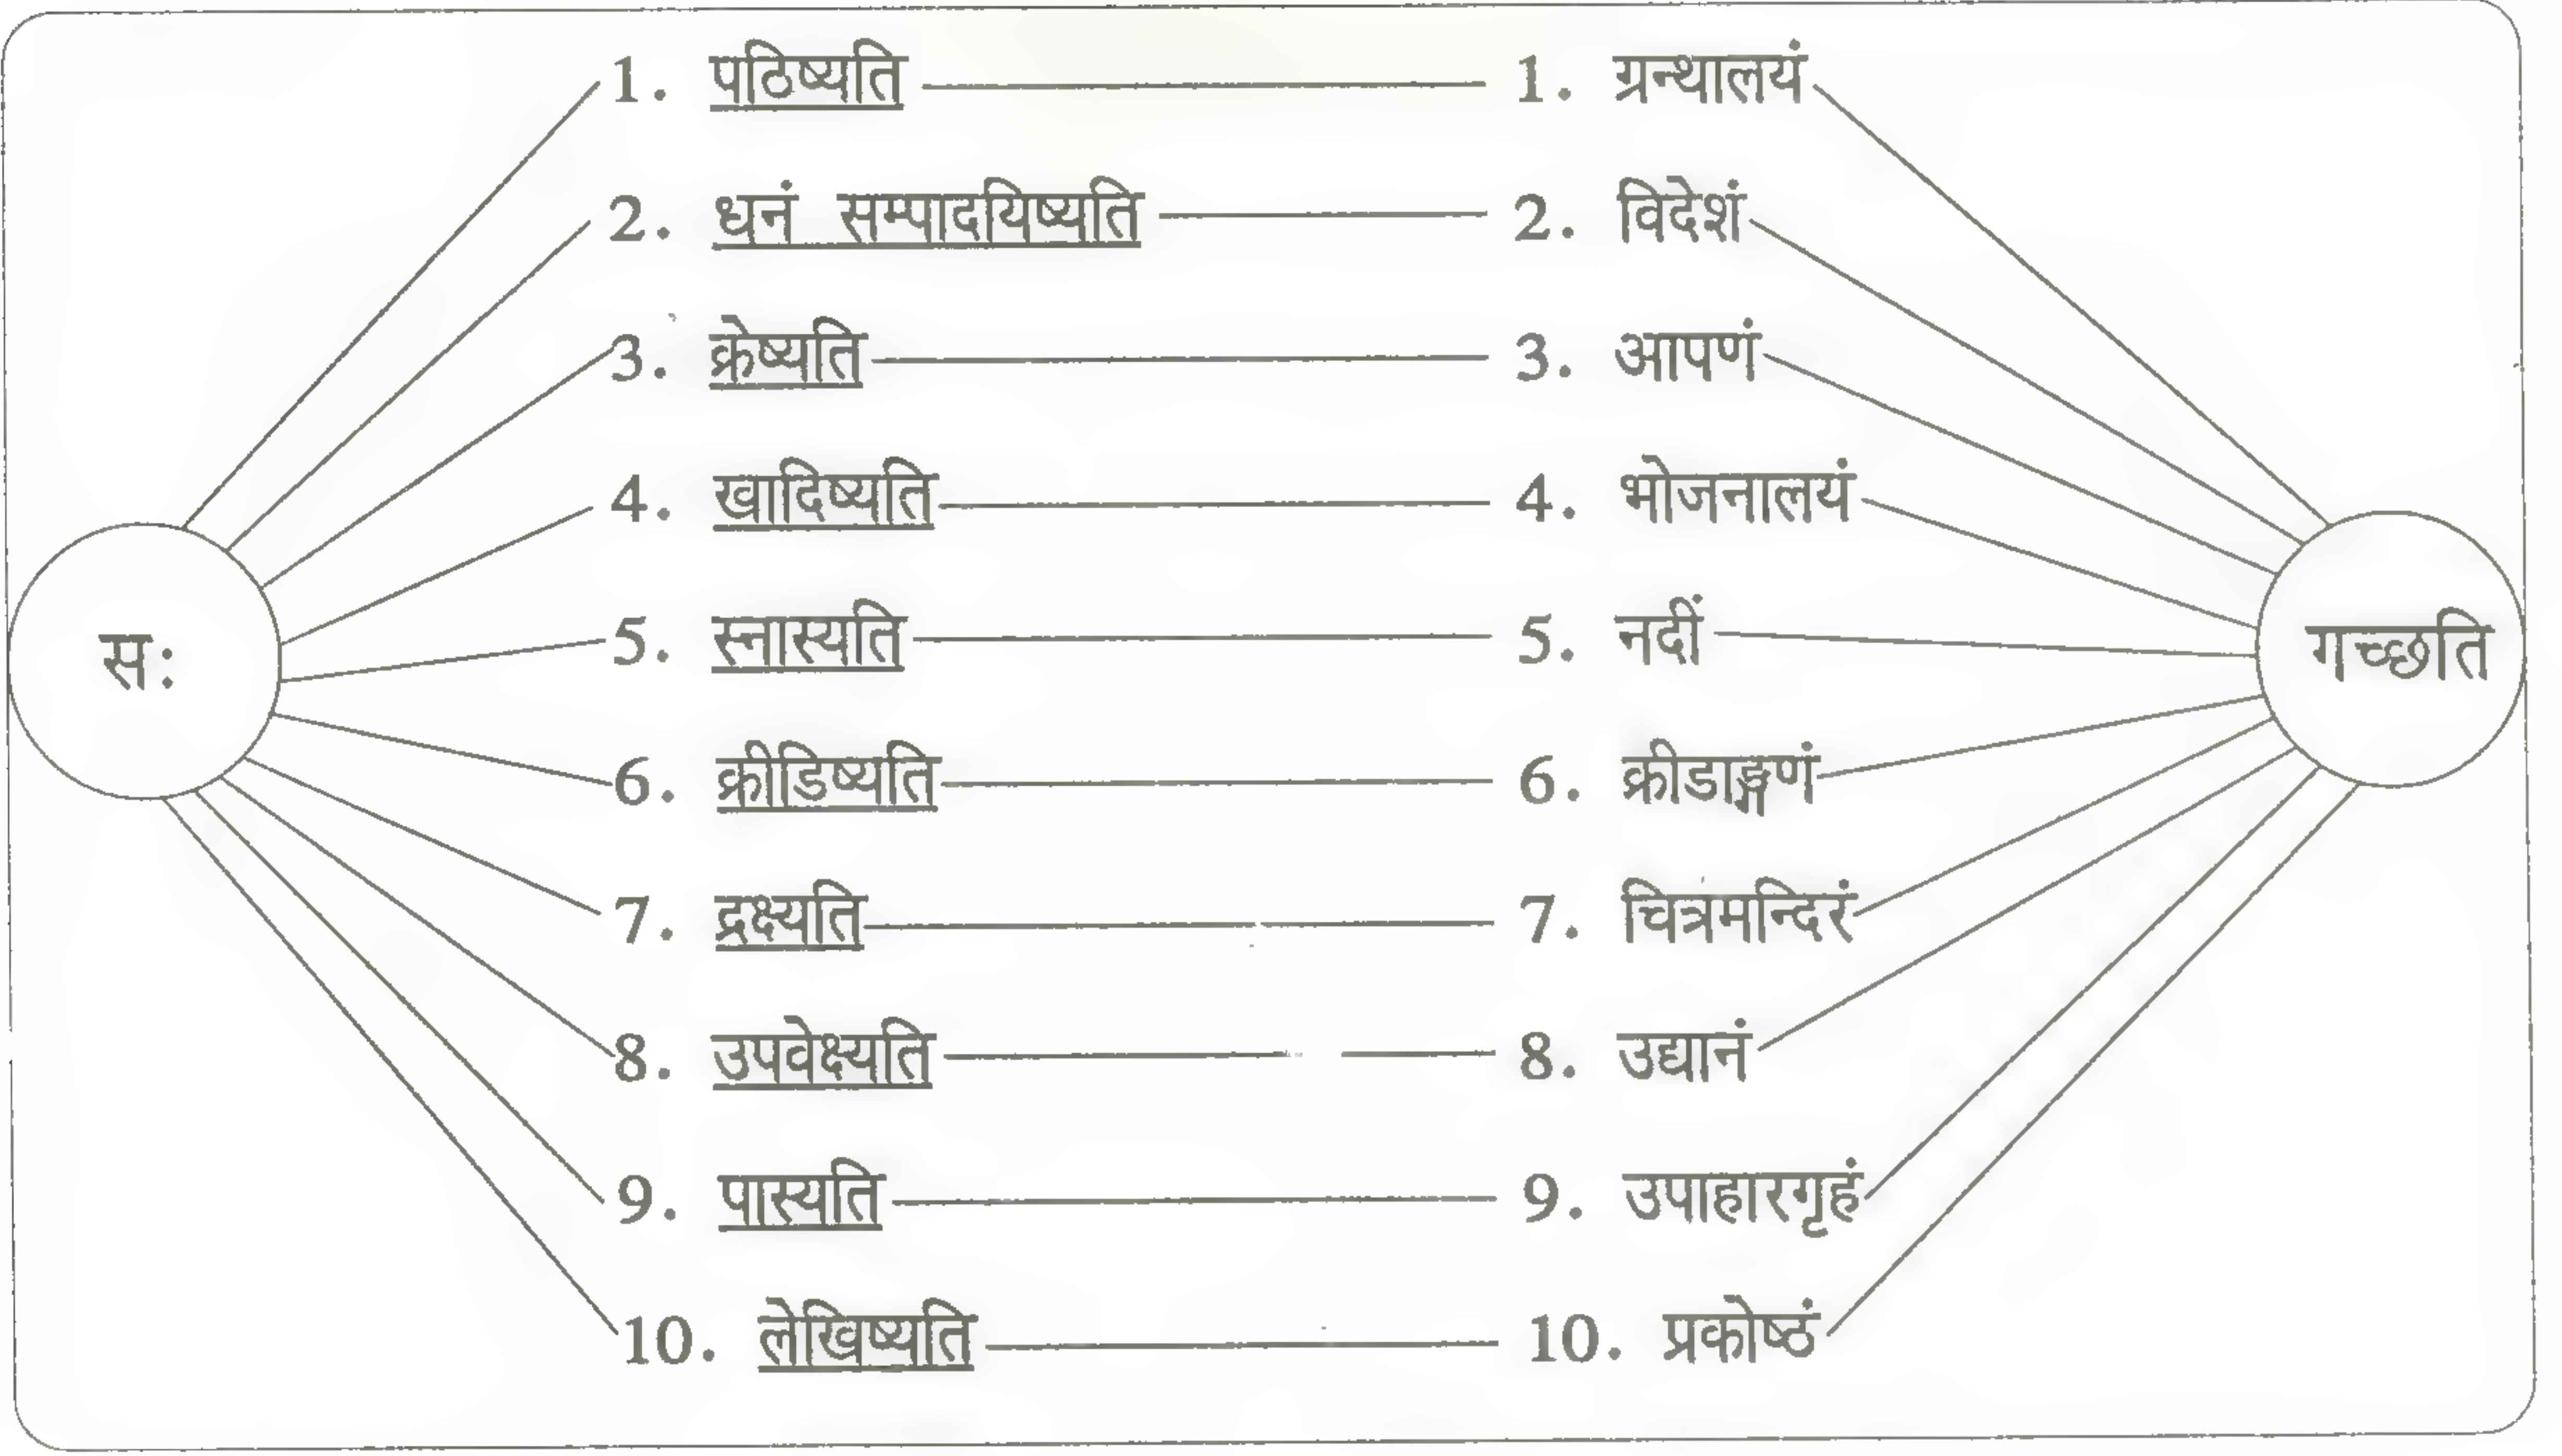 1. पठिष्यति 1. ग्रन्थालयं
2. धनं सम्पादयिष्यति 2. विदेशं
3. क्रेष्यति 3. आपणं
4. खादिष्यति 4. भोजनालयं
5. स्नास्यति 5. नदीं
सः गच्छति
6. क्रीडिष्यति 6. क्रीडाङ्गणं
7. द्रक्ष्यति 7. चित्रमन्दिरं
8. उपवेक्ष्यति 8. उद्यानं
9. पास्यति 9. उपाहारगृहं
10. लेखिष्यति 10. प्रकोष्ठं